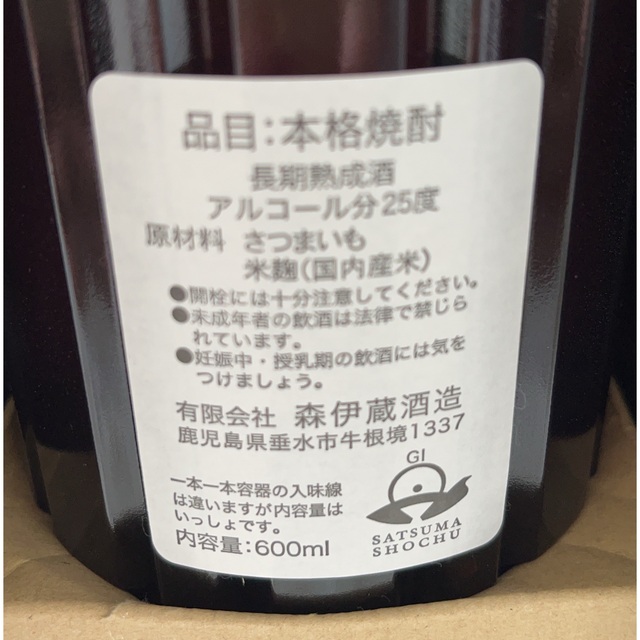 品目:本格焼酎
長期熟成酒
アルコール分25度
原材料 さつまいも
米麹(国内産米)
●開栓には十分注意してください。
●未成年者の飲酒は法律で禁じら
れています。
●妊娠中・授乳期の飲酒には気を
つけましょう。
有限会社 森伊蔵酒造
鹿児島県垂水市牛根境1337
一本一本容器の入味線
は違いますが内容量は
いっしょです。
内容量:600ml
GI
SATSUMA
SHOCHU